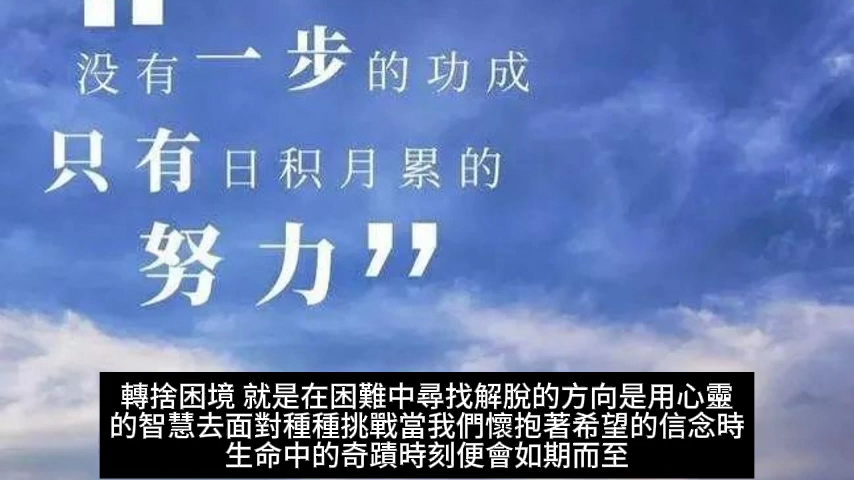 没有一步的功成
只有日积月累的
努力”
轉捨困境 就是在困難中尋找解脫的方向是用心靈
的智慧去面對種種挑戰當我們懷抱著希望的信念時
生命中的奇蹟時刻便會如期而至